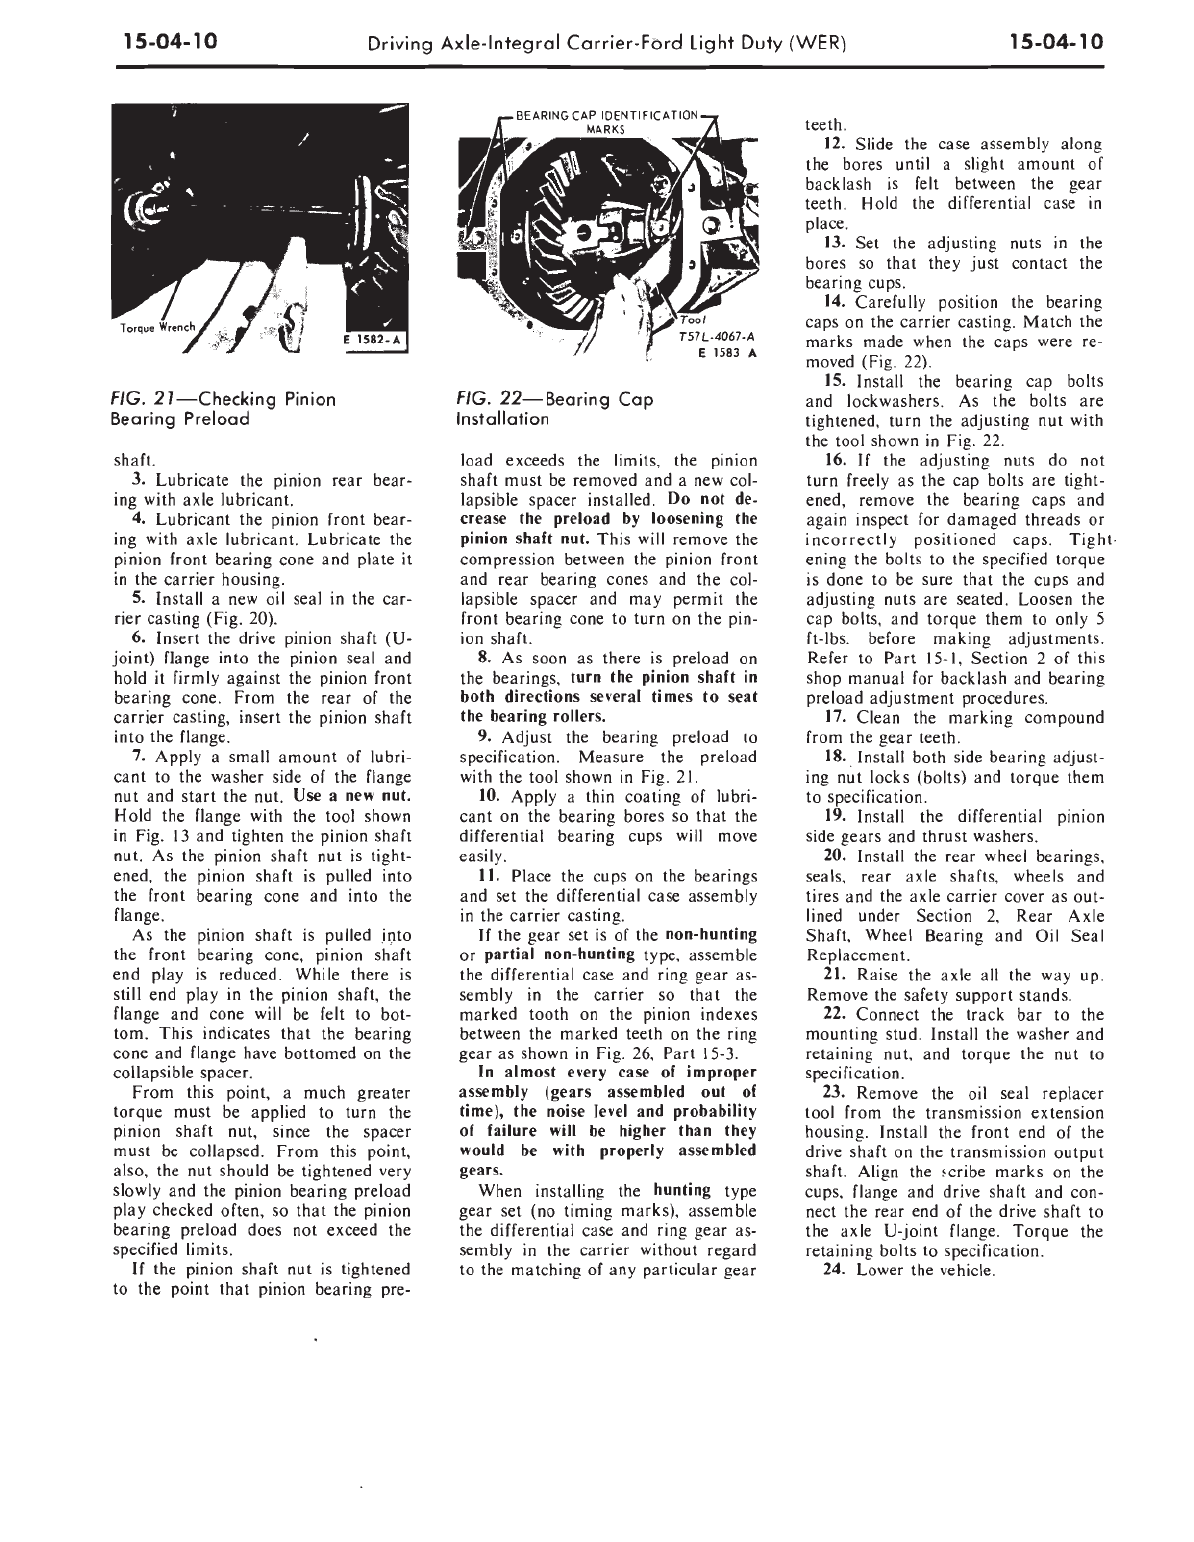 15-04-10 Driving Axle-Integral Carrier-Ford Light Duty (WER) 15-04-10
Torque Wrench
E 1582-A
FIG. 21—Checking Pinion
Bearing Preload
shaft.
3. Lubricate the pinion rear bear-
ing with axle lubricant.
4. Lubricant the pinion front bear-
ing with axle lubricant. Lubricate the
pinion front bearing cone and plate it
in the carrier housing.
5. Install a new oil seal in the car-
rier casting (Fig. 20).
6. Insert the drive pinion shaft (U-
joint) flange into the pinion seal and
hold it firmly against the pinion front
bearing cone. From the rear of the
carrier casting, insert the pinion shaft
into the flange.
7. Apply a small amount of lubri-
cant to the washer side of the flange
nut and start the nut. Use a new nut.
Hold the flange with the tool shown
in Fig. 13 and tighten the pinion shaft
nut. As the pinion shaft nut is tight-
ened, the pinion shaft is pulled into
the front bearing cone and into the
flange.
As the pinion shaft is pulled into
the front bearing cone, pinion shaft
end play is reduced. While there is
still end play in the pinion shaft, the
flange and cone will be felt to bot-
tom. This indicates that the bearing
cone and flange have bottomed on the
collapsible spacer.
From this point, a much greater
torque must be applied to turn the
pinion shaft nut, since the spacer
must be collapsed. From this point,
also, the nut should be tightened very
slowly and the pinion bearing preload
play checked often, so that the pinion
bearing preload does not exceed the
specified limits.
If the pinion shaft nut is tightened
to the point that pinion bearing pre-
BEARING CAP IDENTIFICATION
MARKS
Tool
T57L-4067-A
E 1583 A
FIG. 22—Bearing Cap
Installation
load exceeds the limits, the pinion
shaft must be removed and a new col-
lapsible spacer installed. Do not de-
crease the preload by loosening the
pinion shaft nut. This will remove the
compression between the pinion front
and rear bearing cones and the col-
lapsible spacer and may permit the
front bearing cone to turn on the pin-
ion shaft.
8. As soon as there is preload on
the bearings, turn the pinion shaft in
both directions several times to seat
the bearing rollers.
9. Adjust the bearing preload to
specification. Measure the preload
with the tool shown in Fig. 21.
10. Apply a thin coating of lubri-
cant on the bearing bores so that the
differential bearing cups will move
easily.
11. Place the cups on the bearings
and set the differential case assembly
in the carrier casting.
If the gear set is of the non-hunting
or partial non-hunting type, assemble
the differential case and ring gear as-
sembly in the carrier so that the
marked tooth on the pinion indexes
between the marked teeth on the ring
gear as shown in Fig. 26, Part 15-3.
In almost every case of improper
assembly (gears assembled out of
time), the noise level and probability
of failure will be higher than they
would be with properly assembled
gears.
When installing the hunting type
gear set (no timing marks), assemble
the differential case and ring gear as-
sembly in the carrier without regard
to the matching of any particular gear
teeth.
12. Slide the case assembly along
the bores until a slight amount of
backlash is felt between the gear
teeth. Hold the differential case in
place.
13. Set the adjusting nuts in the
bores so that they just contact the
bearing cups.
14. Carefully position the bearing
caps on the carrier casting. Match the
marks made when the caps were re-
moved (Fig. 22).
15. Install the bearing cap bolts
and lockwashers. As the bolts are
tightened, turn the adjusting nut with
the tool shown in Fig. 22.
16. If the adjusting nuts do not
turn freely as the cap bolts are tight-
ened, remove the bearing caps and
again inspect for damaged threads or
incorrectly positioned caps. Tight-
ening the bolts to the specified torque
is done to be sure that the cups and
adjusting nuts are seated. Loosen the
cap bolts, and torque them to only 5
ft-lbs. before making adjustments.
Refer to Part 15-1, Section 2 of this
shop manual for backlash and bearing
preload adjustment procedures.
17. Clean the marking compound
from the gear teeth.
18. Install both side bearing adjust-
ing nut locks (bolts) and torque them
to specification.
19. Install the differential pinion
side gears and thrust washers.
20. Install the rear wheel bearings,
seals, rear axle shafts, wheels and
tires and the axle carrier cover as out-
lined under Section 2, Rear Axle
Shaft, Wheel Bearing and Oil Seal
Replacement.
21. Raise the axle all the way up.
Remove the safety support stands.
22. Connect the track bar to the
mounting stud. Install the washer and
retaining nut, and torque the nut to
specification.
23. Remove the oil seal replacer
tool from the transmission extension
housing. Install the front end of the
drive shaft on the transmission output
shaft. Align the scribe marks on the
cups, flange and drive shaft and con-
nect the rear end of the drive shaft to
the axle U-joint flange. Torque the
retaining bolts to specification.
24. Lower the vehicle.